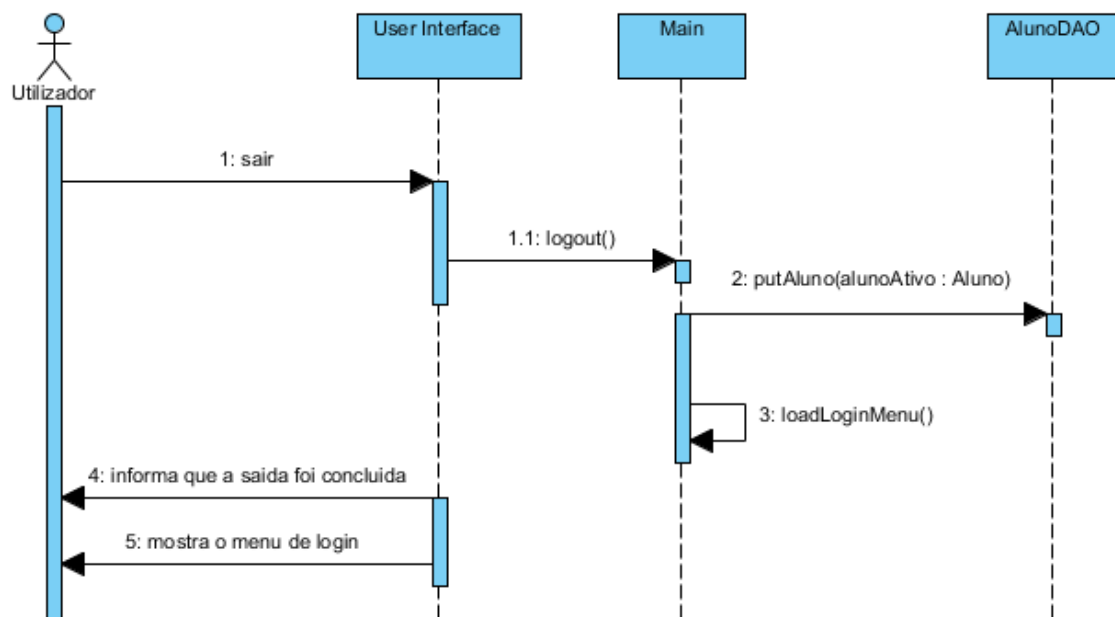 User Interface
Main
AlunoDAO
Utilizador
1: sair
1.1: logout()
2: putAluno(alunoAtivo : Aluno)
3: loadLoginMenu()
4: informa que a saida foi concluida
5: mostra o menu de login